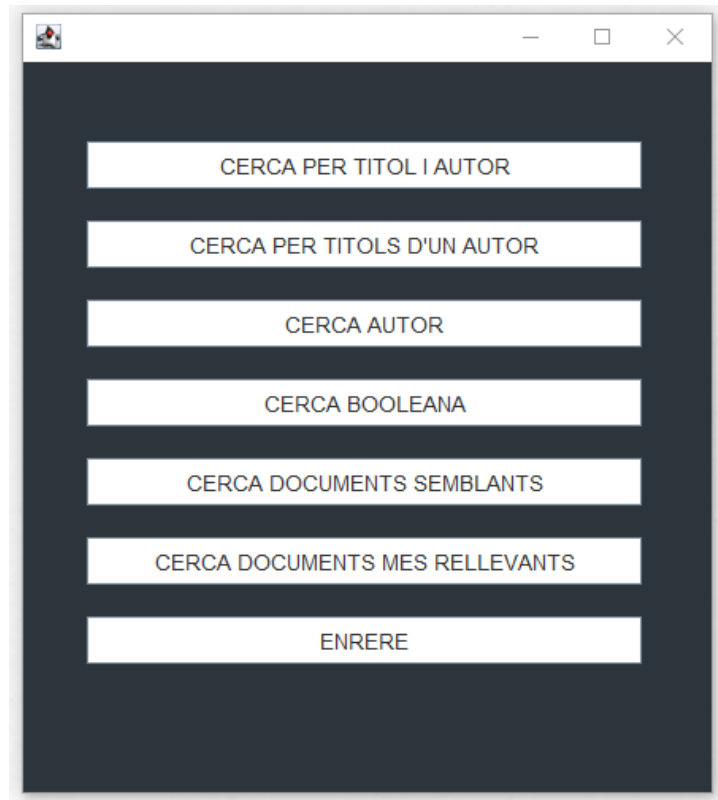 CERCA PER TITOL I AUTOR
CERCA PER TITOLS D'UN AUTOR
CERCA AUTOR
CERCA BOOLEANA
CERCA DOCUMENTS SEMBLANTS
CERCA DOCUMENTS MES RELLEVANTS
ENRERE